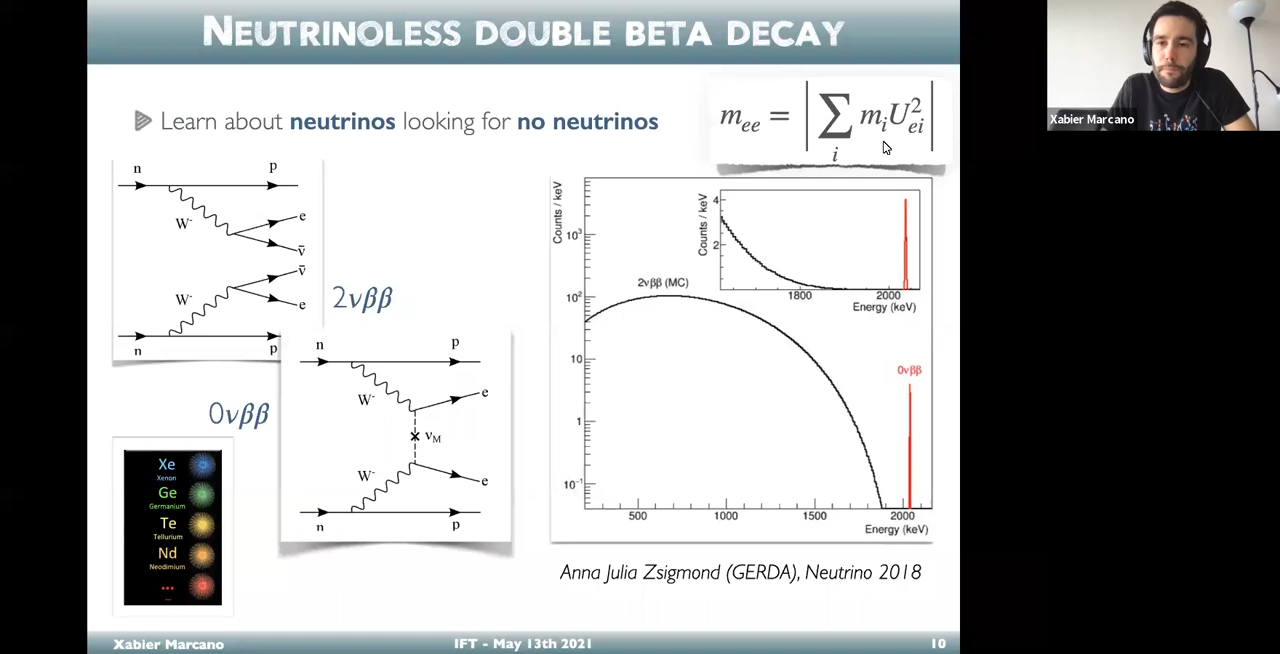 NEUTRINOLESS DOUBLE BETA DECAY
Learn about neutrinos looking for no neutrinos
m_ee = | ∑_i m_i U²_ei |
Xabier Marcano
n p
W⁻ e
ν̄
ν̄
W⁻ e
n p
2νββ
n p
W⁻ e
ν_M
W⁻ e
n p
0νββ
Xe
Xenon
Ge
Germanium
Te
Tellurium
Nd
Neodimium
...
Counts / keV
10³
10²
10
1
10⁻¹
500 1000 1500 2000
Energy (keV)
2νββ (MC)
0νββ
Counts / keV
4
2
1800 2000
Energy (keV)
Anna Julia Zsigmond (GERDA), Neutrino 2018
Xabier Marcano IFT - May 13th 2021 10